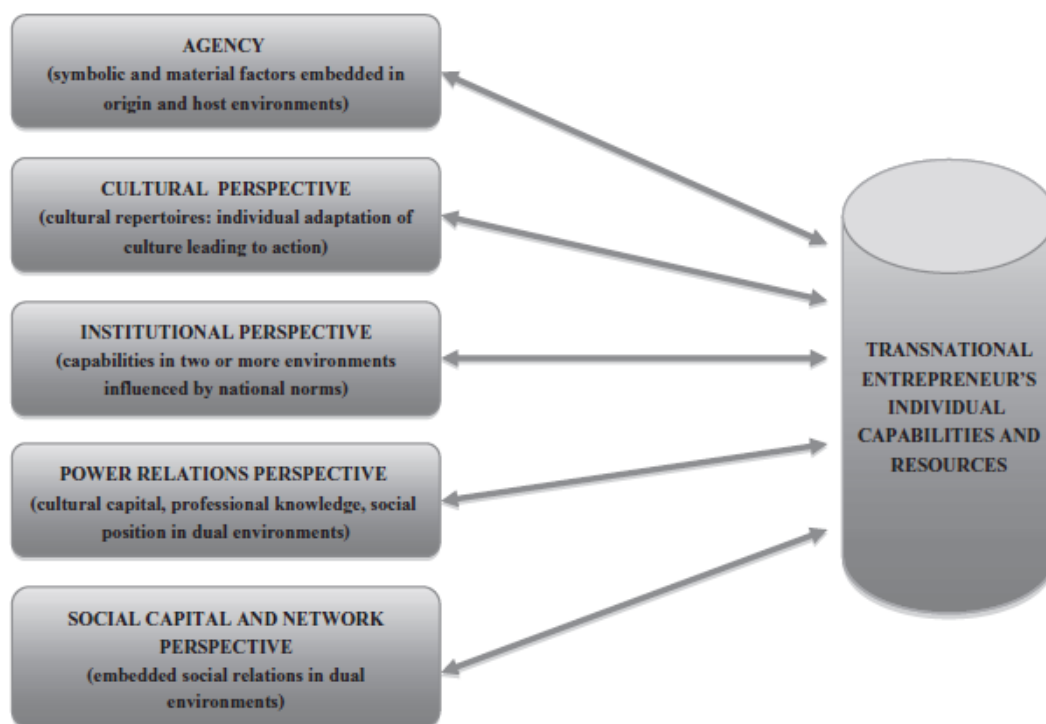 AGENCY
(symbolic and material factors embedded in
origin and host environments)
CULTURAL PERSPECTIVE
(cultural repertoires: individual adaptation of
culture leading to action)
INSTITUTIONAL PERSPECTIVE
(capabilities in two or more environments
influenced by national norms)
POWER RELATIONS PERSPECTIVE
(cultural capital, professional knowledge, social
position in dual environments)
SOCIAL CAPITAL AND NETWORK
PERSPECTIVE
(embedded social relations in dual
environments)
TRANSNATIONAL
ENTREPRENEUR'S
INDIVIDUAL
CAPABILITIES AND
RESOURCES